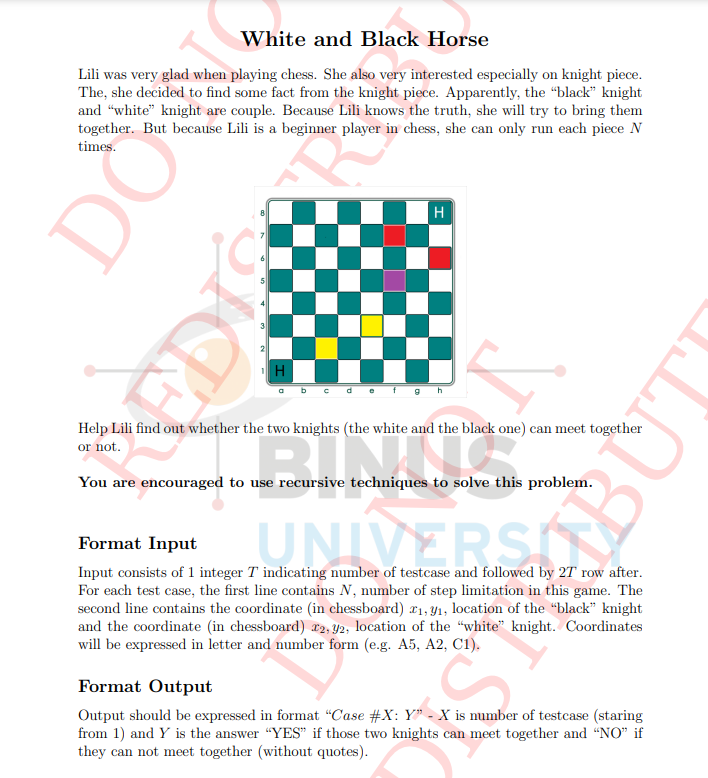 White and Black Horse
Lili was very glad when playing chess. She also very interested especially on knight piece.
The, she decided to find some fact from the knight piece. Apparently, the “black” knight
and “white” knight are couple. Because Lili knows the truth, she will try to bring them
together. But because Lili is a beginner player in chess, she can only run each piece N
times.
8 H
7
6
5
4
3
2
1 H
a b c d e f g h
Help Lili find out whether the two knights (the white and the black one) can meet together
or not.
BINUS
You are encouraged to use recursive techniques to solve this problem.
UNIVERSITY
Format Input
Input consists of 1 integer T indicating number of testcase and followed by 2T row after.
For each test case, the first line contains N, number of step limitation in this game. The
second line contains the coordinate (in chessboard) x₁, y₁, location of the “black” knight
and the coordinate (in chessboard) x₂, y₂, location of the “white” knight. Coordinates
will be expressed in letter and number form (e.g. A5, A2, C1).
Format Output
Output should be expressed in format “Case #X: Y” - X is number of testcase (staring
from 1) and Y is the answer “YES” if those two knights can meet together and “NO” if
they can not meet together (without quotes).
DO NOT
REDISTRIBUTE
DO NOT
REDISTRIBUTE